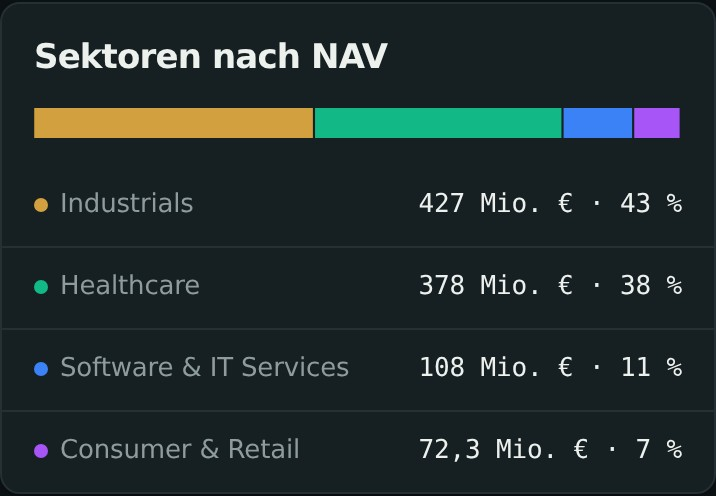 Sektoren nach NAV
Industrials 427 Mio. € · 43 %
Healthcare 378 Mio. € · 38 %
Software & IT Services 108 Mio. € · 11 %
Consumer & Retail 72,3 Mio. € · 7 %